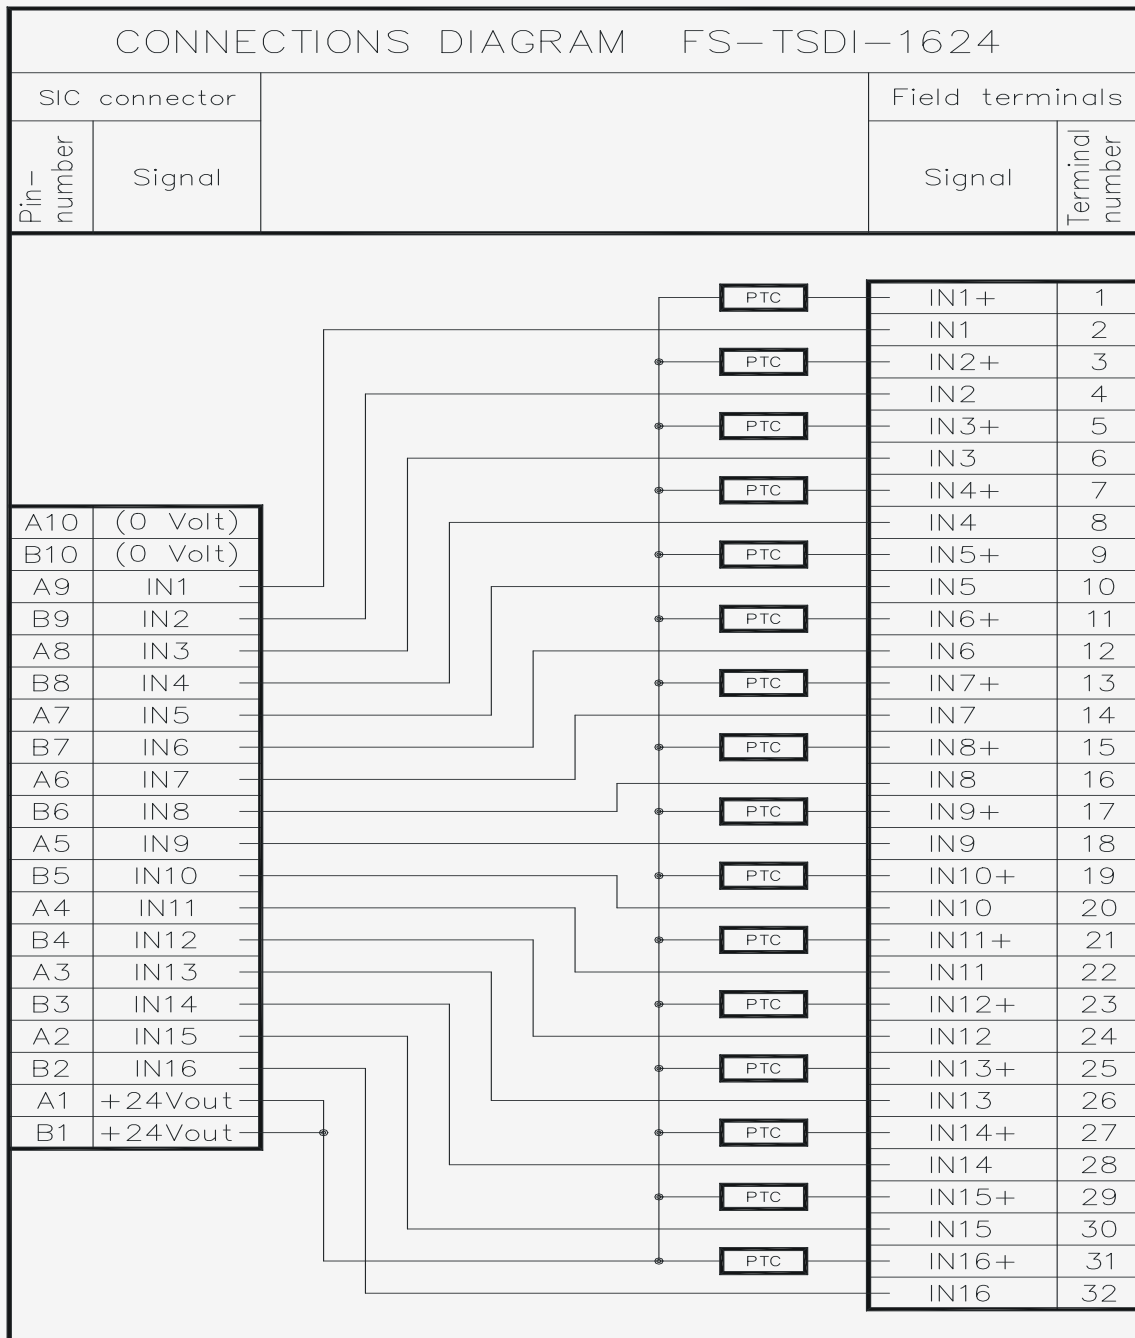 CONNECTIONS DIAGRAM FS-TSDI-1624
SIC connector
Field terminals
Pin-
number
Signal
Signal
Terminal
number
PTC IN1+ 1
IN1 2
PTC IN2+ 3
IN2 4
PTC IN3+ 5
IN3 6
PTC IN4+ 7
A10 (0 Volt) IN4 8
B10 (0 Volt) PTC IN5+ 9
A9 IN1 IN5 10
B9 IN2 PTC IN6+ 11
A8 IN3 IN6 12
B8 IN4 PTC IN7+ 13
A7 IN5 IN7 14
B7 IN6 PTC IN8+ 15
A6 IN7 IN8 16
B6 IN8 PTC IN9+ 17
A5 IN9 IN9 18
B5 IN10 PTC IN10+ 19
A4 IN11 IN10 20
B4 IN12 PTC IN11+ 21
A3 IN13 IN11 22
B3 IN14 PTC IN12+ 23
A2 IN15 IN12 24
B2 IN16 PTC IN13+ 25
A1 +24Vout IN13 26
B1 +24Vout PTC IN14+ 27
IN14 28
PTC IN15+ 29
IN15 30
PTC IN16+ 31
IN16 32